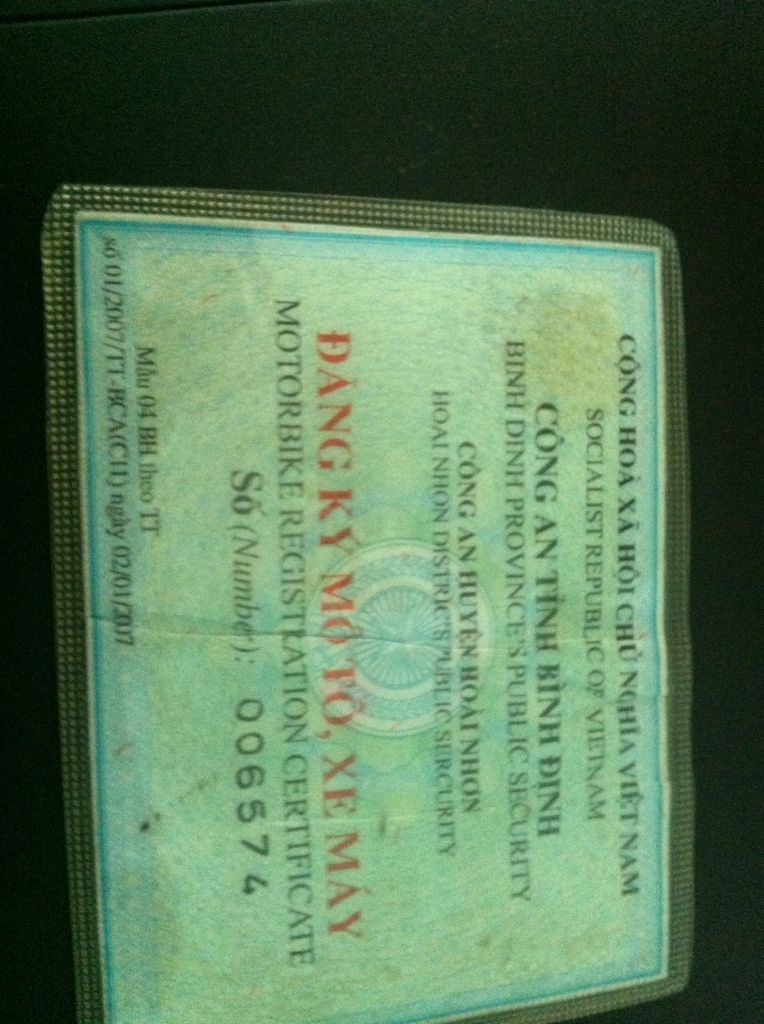 CỘNG HOÀ XÃ HỘI CHỦ NGHĨA VIỆT NAM
SOCIALIST REPUBLIC OF VIETNAM
CÔNG AN TỈNH BÌNH ĐỊNH
BINH DINH PROVINCE'S PUBLIC SECURITY
CÔNG AN HUYỆN HOÀI NHƠN
HOAI NHON DISTRIC'S PUBLIC SERCURITY
ĐĂNG KÝ MÔ TÔ, XE MÁY
MOTORBIKE REGISTRATION CERTIFICATE
Số (Number): 006574
Mẫu 04 BH theo TT
số 01/2007/TT-BCA(C11) ngày 02/01/2007